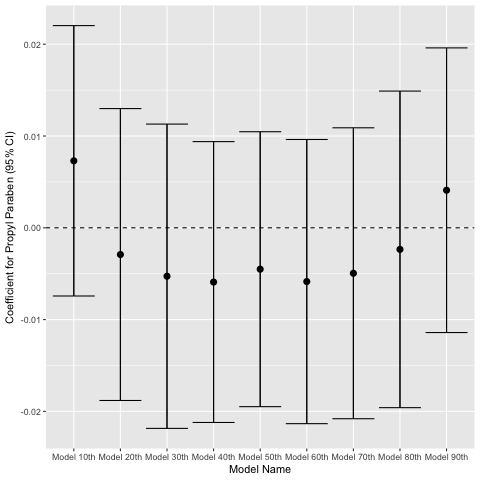 Coefficient for Propyl Paraben (95% CI)
0.02
0.01
0.00
-0.01
-0.02
Model 10th Model 20th Model 30th Model 40th Model 50th Model 60th Model 70th Model 80th Model 90th
Model Name